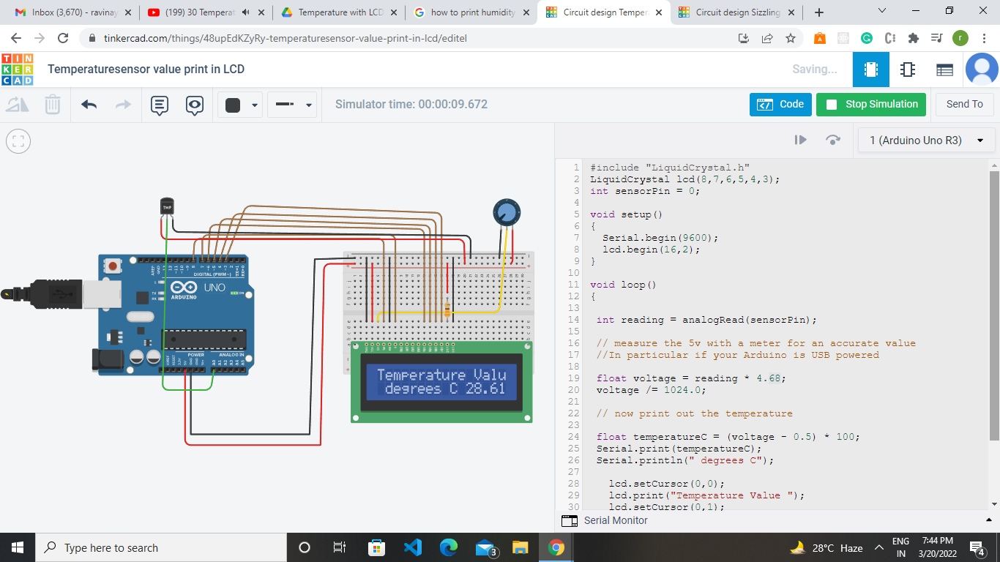 Inbox (3,670) - ravinay
(199) 30 Temperat
Temperature with LCD
how to print humidity
Circuit design Temper
Circuit design Sizzling
tinkercad.com/things/48upEdKZyRy-temperaturesensor-value-print-in-lcd/editel
r
TIN
KER
CAD
Temperaturesensor value print in LCD
Saving...
Simulator time: 00:00:09.672
Code
Stop Simulation
Send To
1 (Arduino Uno R3)
1 #include "LiquidCrystal.h"
2 LiquidCrystal lcd(8,7,6,5,4,3);
3 int sensorPin = 0;
4
5 void setup()
6 {
7 Serial.begin(9600);
8 lcd.begin(16,2);
9 }
10
11 void loop()
12 {
13
14 int reading = analogRead(sensorPin);
15
16 // measure the 5v with a meter for an accurate value
17 //In particular if your Arduino is USB powered
18
19 float voltage = reading * 4.68;
20 voltage /= 1024.0;
21
22 // now print out the temperature
23
24 float temperatureC = (voltage - 0.5) * 100;
25 Serial.print(temperatureC);
26 Serial.println(" degrees C");
27
28 lcd.setCursor(0,0);
29 lcd.print("Temperature Value ");
30 lcd.setCursor(0,1);
TMP
DIGITAL (PWM ~)
UNO
ARDUINO
TX
RX
L
ON
POWER
ANALOG IN
Temperature Valu
degrees C 28.61
Serial Monitor
Type here to search
3
28°C Haze
ENG
IN
7:44 PM
3/20/2022
4